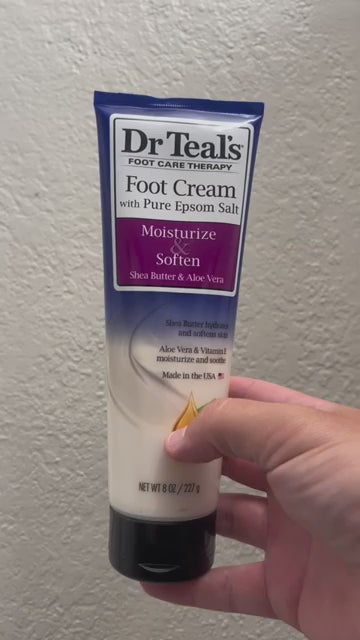 Dr Teal's
FOOT CARE THERAPY
Foot Cream
with Pure Epsom Salt
Moisturize
&
Soften
Shea Butter & Aloe Vera
Shea Butter hydrates
and softens skin
Aloe Vera & Vitamin E
moisturize and soothe
Made in the USA
NET WT 8 OZ / 227 g